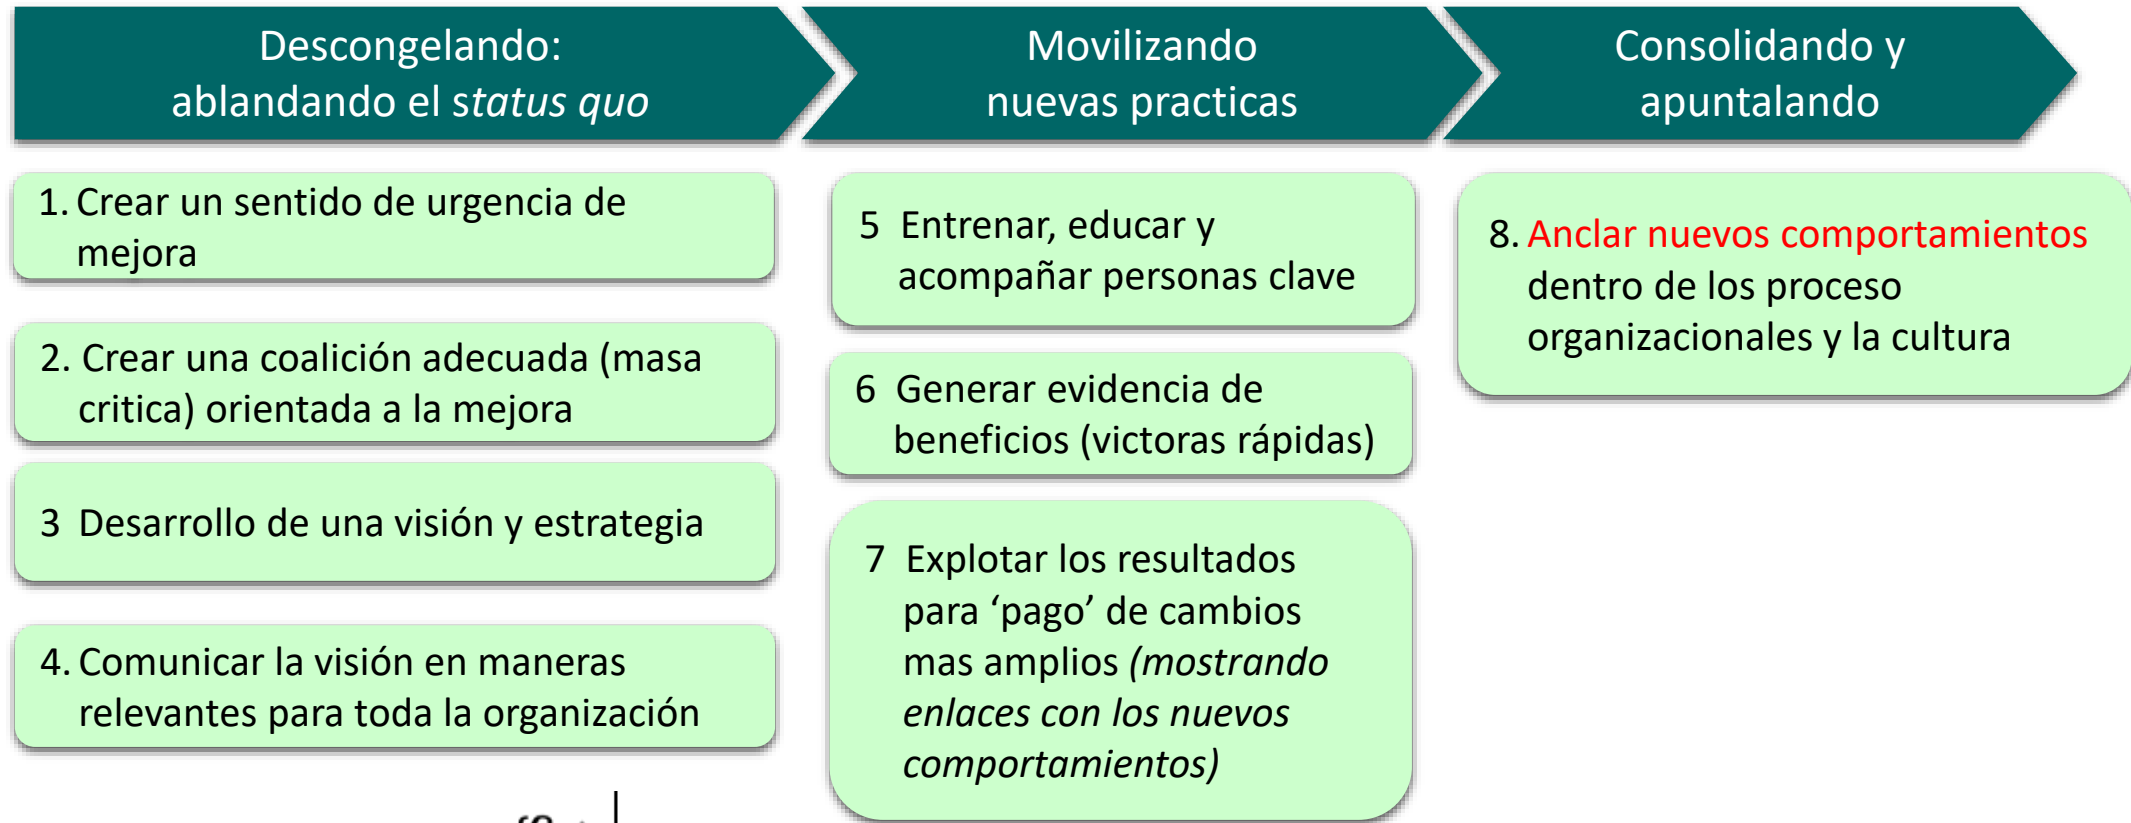 Descongelando:
ablandando el status quo
Movilizando
nuevas practicas
Consolidando y
apuntalando
1. Crear un sentido de urgencia de
mejora
2. Crear una coalición adecuada (masa
critica) orientada a la mejora
3 Desarrollo de una visión y estrategia
4. Comunicar la visión en maneras
relevantes para toda la organización
5 Entrenar, educar y
acompañar personas clave
6 Generar evidencia de
beneficios (victoras rápidas)
7 Explotar los resultados
para ‘pago’ de cambios
mas amplios (mostrando
enlaces con los nuevos
comportamientos)
8. Anclar nuevos comportamientos
dentro de los proceso
organizacionales y la cultura